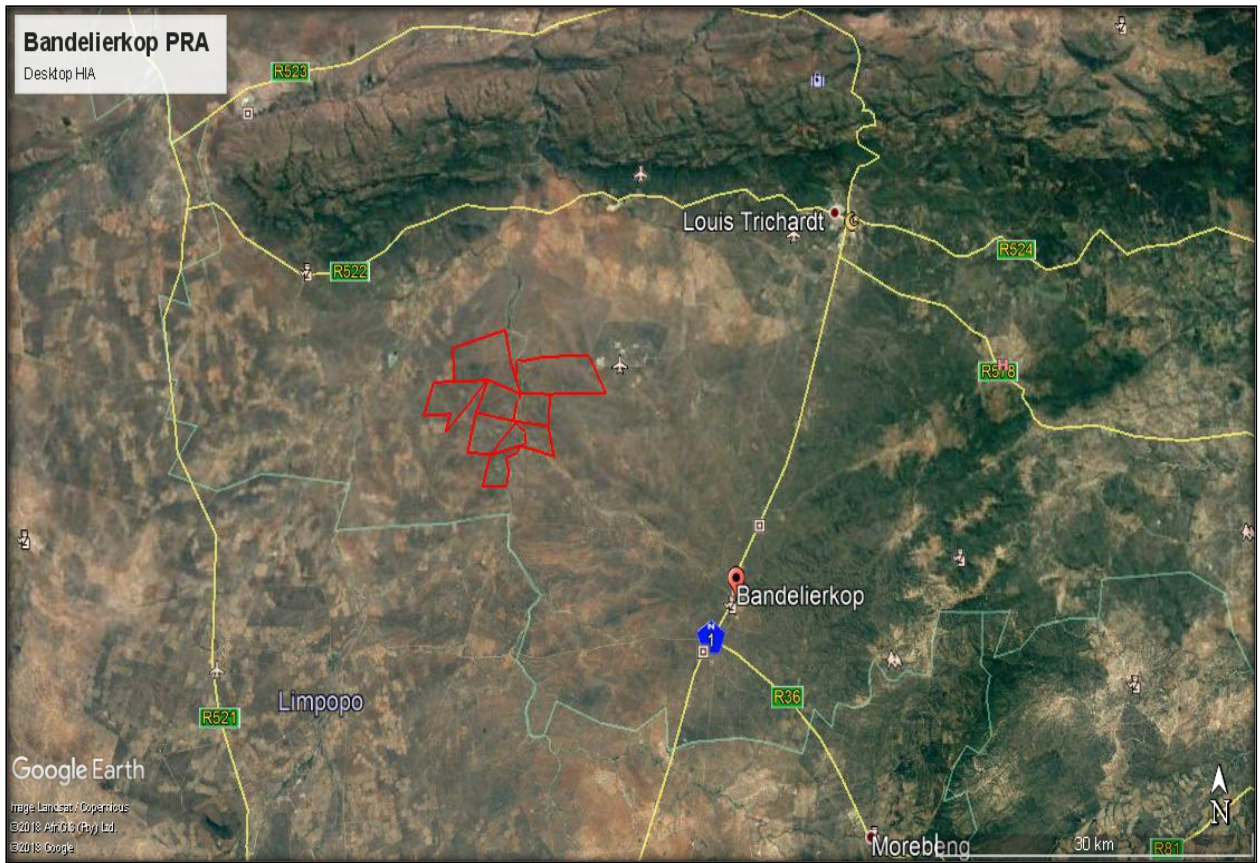 Bandelierkop PRA
Desktop HIA
R523
Louis Trichardt
R524
R522
R578
Bandelierkop
N
1
R36
Limpopo
R521
Google Earth
Image Landsat / Copernicus
©2018 AfriGIS (Pty) Ltd.
©2018 Google
N
Morebeng
30 km
R81